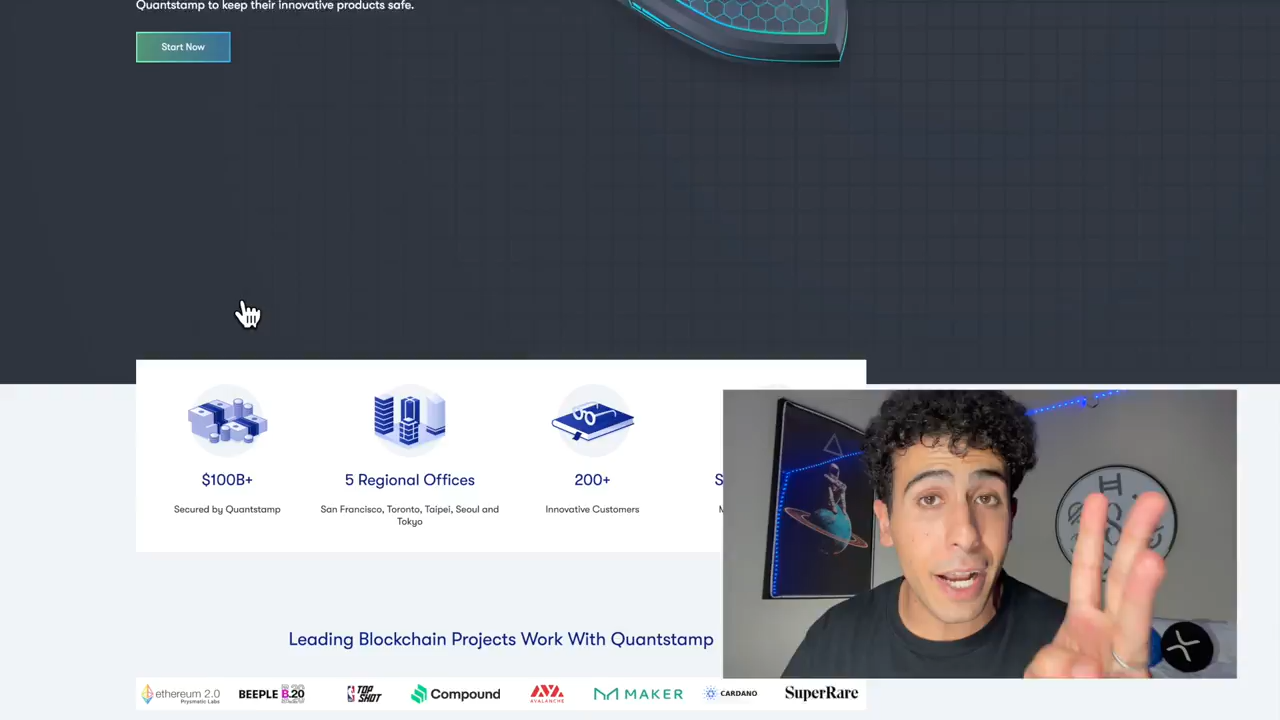 Quantstamp to keep their innovative products safe.
Start Now
$100B+
Secured by Quantstamp
5 Regional Offices
San Francisco, Toronto, Taipei, Seoul and
Tokyo
200+
Innovative Customers
S
M
Leading Blockchain Projects Work With Quantstamp
ethereum 2.0
Prysmatic Labs
BEEPLE B.20
TOP
SHOT
Compound
AVALANCHE
MAKER
CARDANO
SuperRare